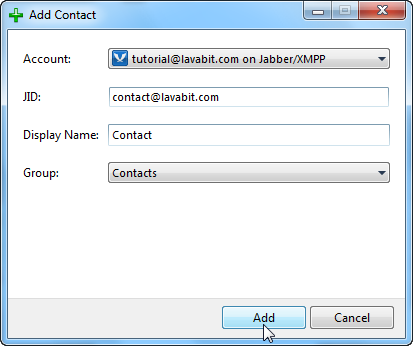 Add Contact
Account: tutorial@lavabit.com on Jabber/XMPP
JID: contact@lavabit.com
Display Name: Contact
Group: Contacts
Add Cancel